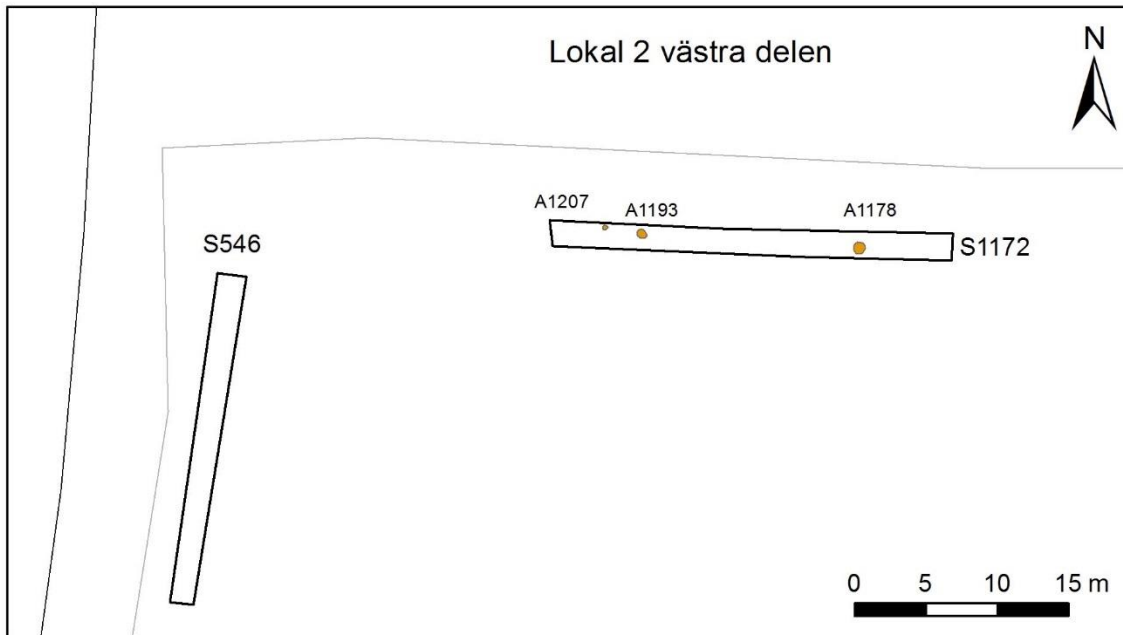 Lokal 2 västra delen
N
A1207
A1193
A1178
S546
S1172
0 5 10 15 m